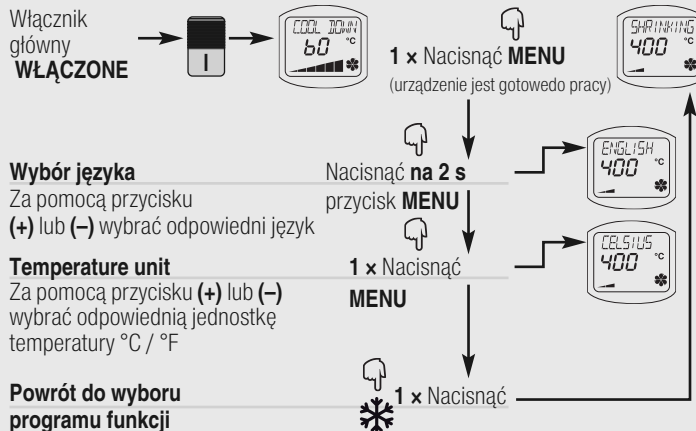 Włącznik
główny
WŁĄCZONE
I
COOL DOWN
60 °C
1 × Nacisnąć MENU
(urządzenie jest gotowedo pracy)
SHRINKING
400 °C
Wybór języka
Za pomocą przycisku
(+) lub (–) wybrać odpowiedni język
Nacisnąć na 2 s
przycisk MENU
ENGLISH
400 °C
Temperature unit
Za pomocą przycisku (+) lub (–)
wybrać odpowiednią jednostkę
temperatury °C / °F
1 × Nacisnąć
MENU
CELSIUS
400 °C
Powrót do wyboru
programu funkcji
1 × Nacisnąć